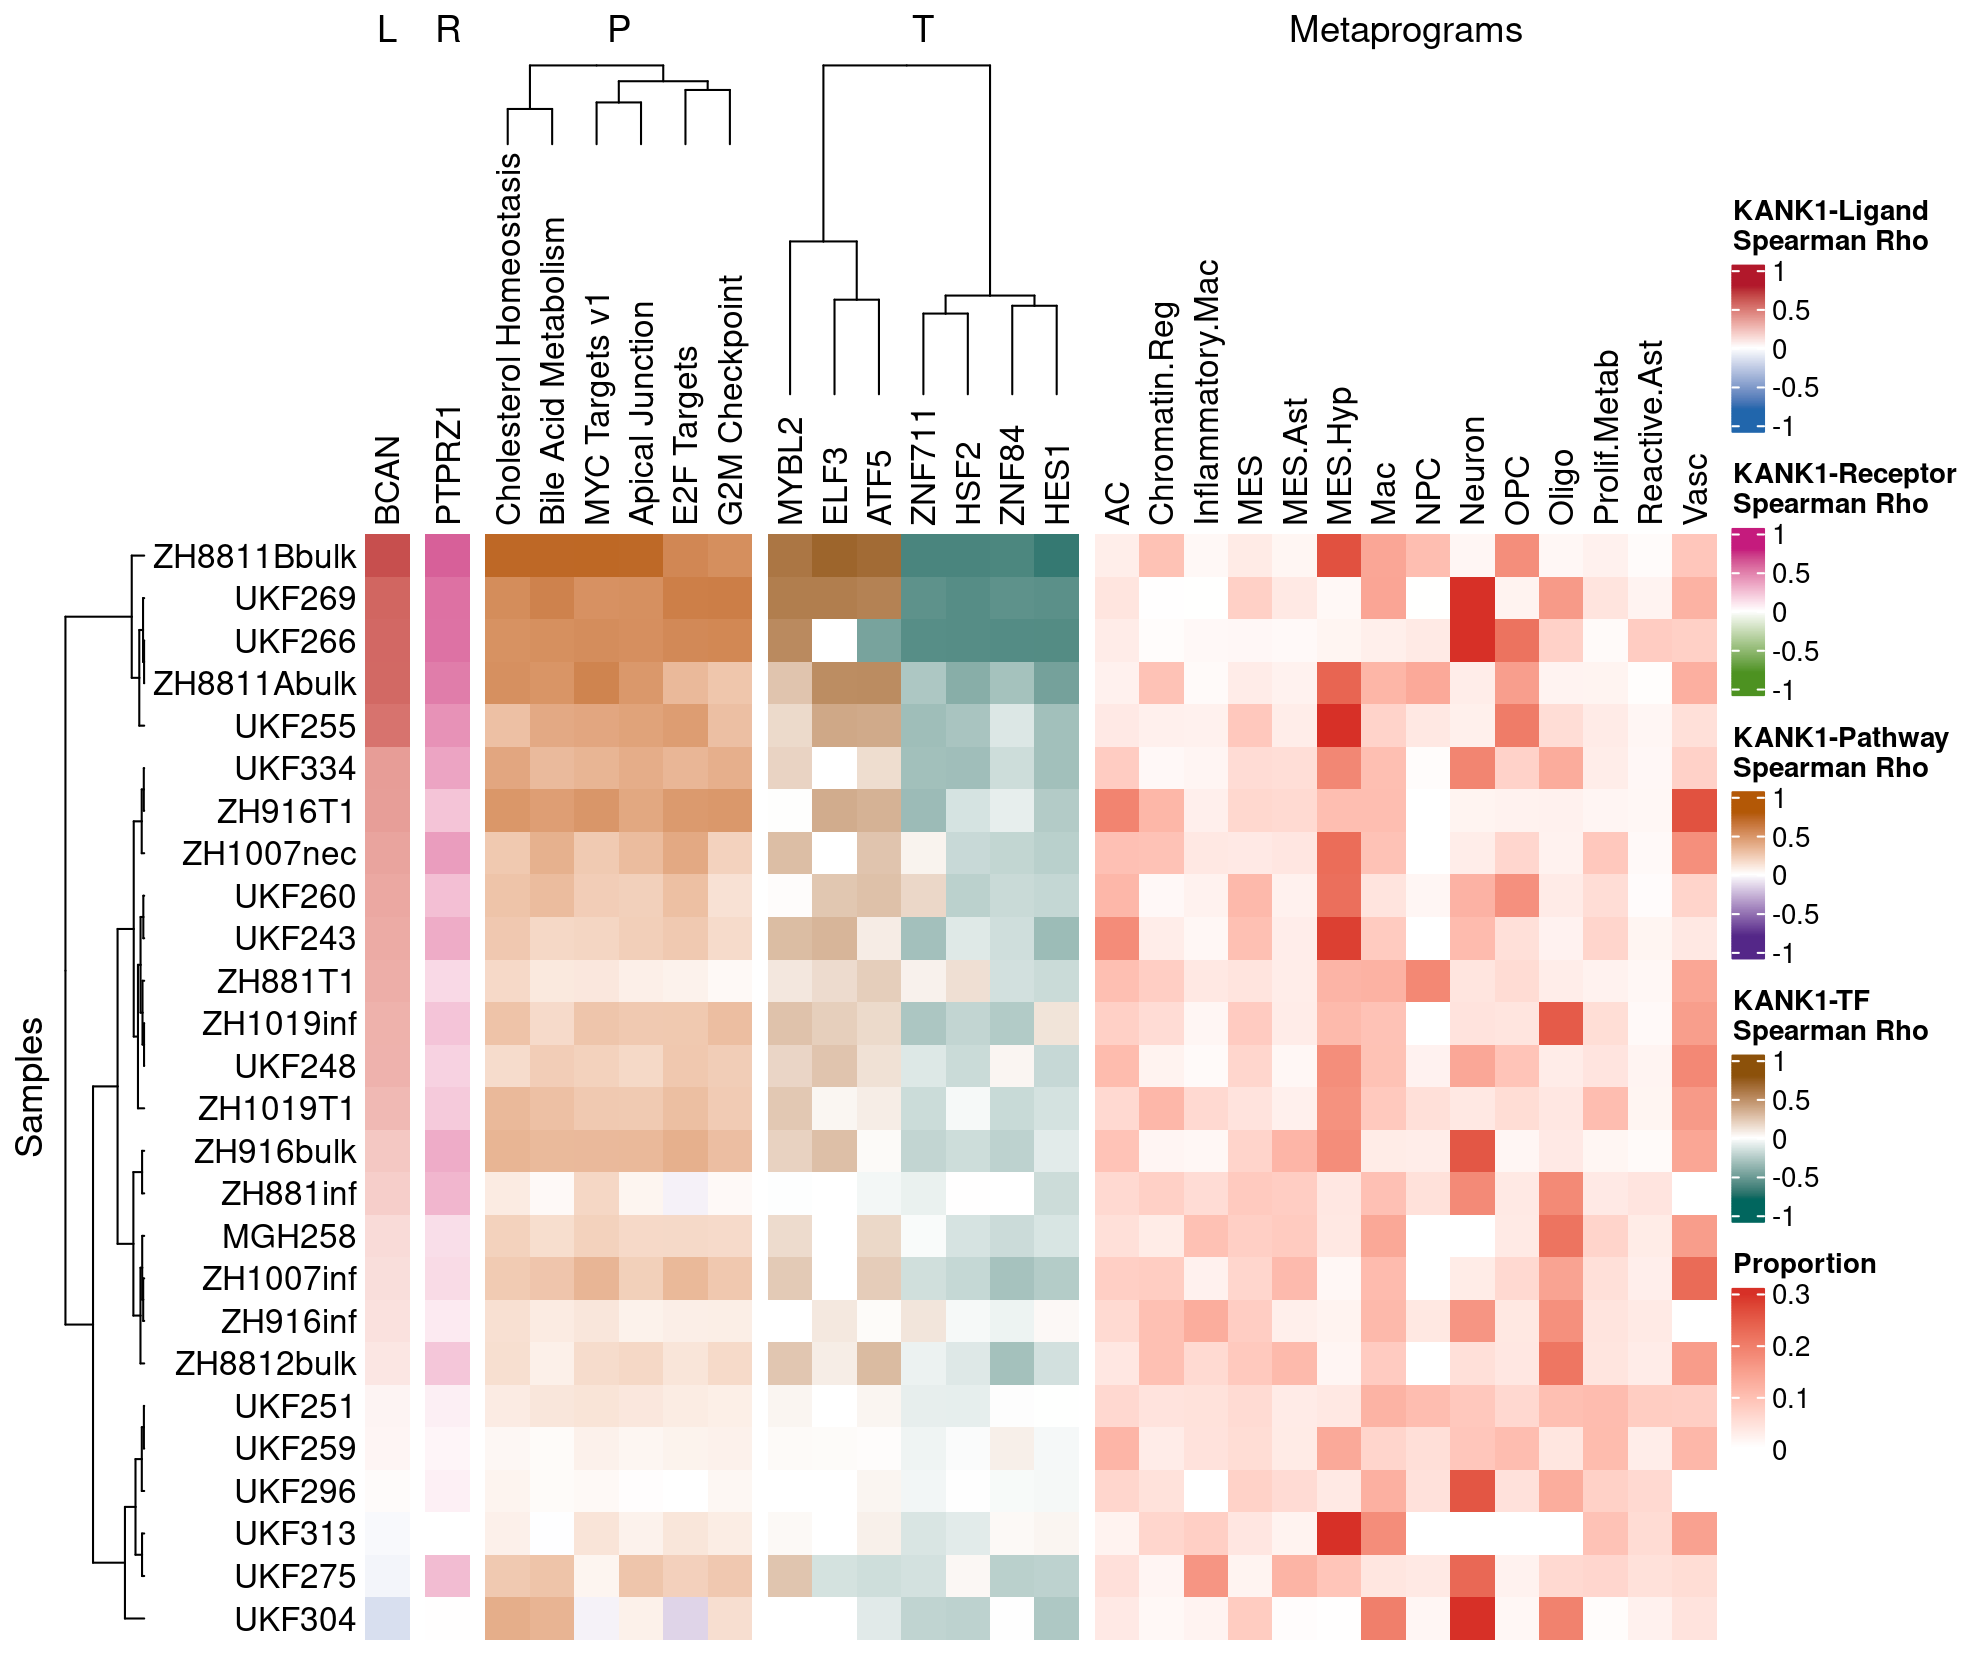 L R P T Metaprograms
BCAN
PTPRZ1
Cholesterol Homeostasis
Bile Acid Metabolism
MYC Targets v1
Apical Junction
E2F Targets
G2M Checkpoint
MYBL2
ELF3
ATF5
ZNF711
HSF2
ZNF84
HES1
AC
Chromatin.Reg
Inflammatory.Mac
MES
MES.Ast
MES.Hyp
Mac
NPC
Neuron
OPC
Oligo
Prolif.Metab
Reactive.Ast
Vasc
Samples
ZH8811Bbulk
UKF269
UKF266
ZH8811Abulk
UKF255
UKF334
ZH916T1
ZH1007nec
UKF260
UKF243
ZH881T1
ZH1019inf
UKF248
ZH1019T1
ZH916bulk
ZH881inf
MGH258
ZH1007inf
ZH916inf
ZH8812bulk
UKF251
UKF259
UKF296
UKF313
UKF275
UKF304
KANK1-Ligand
Spearman Rho
1
0.5
0
-0.5
-1
KANK1-Receptor
Spearman Rho
1
0.5
0
-0.5
-1
KANK1-Pathway
Spearman Rho
1
0.5
0
-0.5
-1
KANK1-TF
Spearman Rho
1
0.5
0
-0.5
-1
Proportion
0.3
0.2
0.1
0